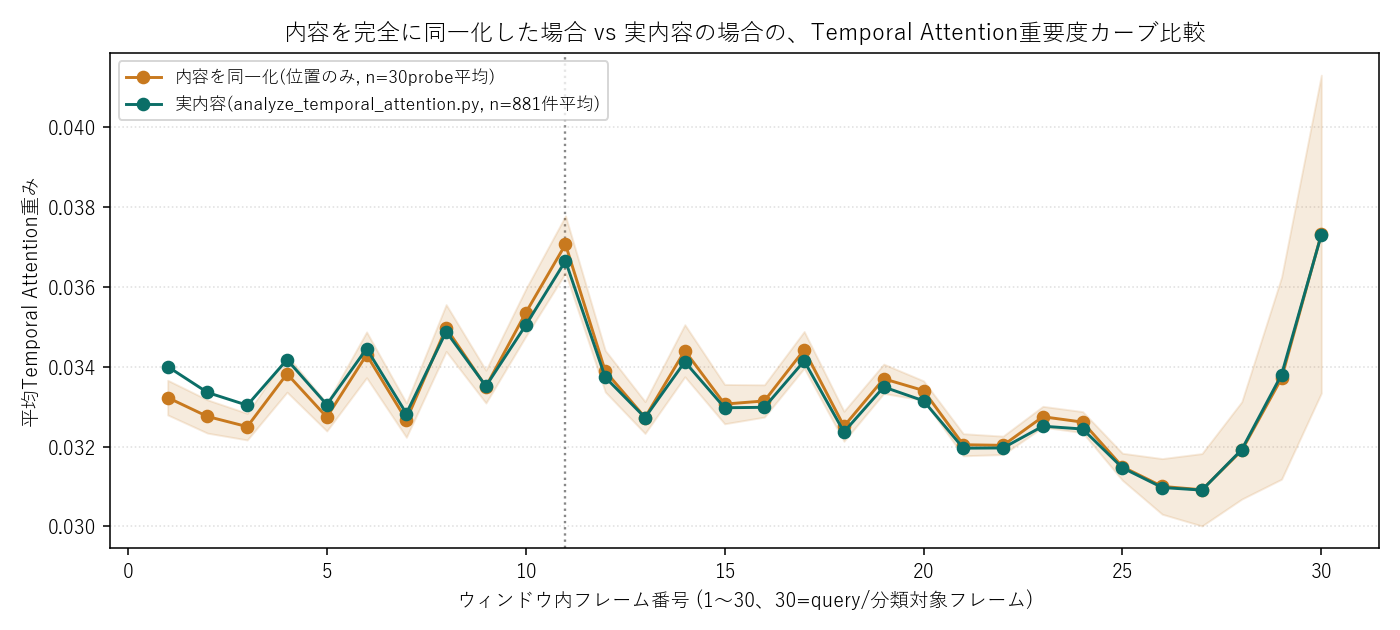 内容を完全に同一化した場合 vs 実内容の場合の、Temporal Attention重要度カーブ比較
内容を同一化(位置のみ, n=30probe平均)
実内容(analyze_temporal_attention.py, n=881件平均)
平均Temporal Attention重み
0.040
0.038
0.036
0.034
0.032
0.030
0 5 10 15 20 25 30
ウィンドウ内フレーム番号 (1〜30、30=query/分類対象フレーム)